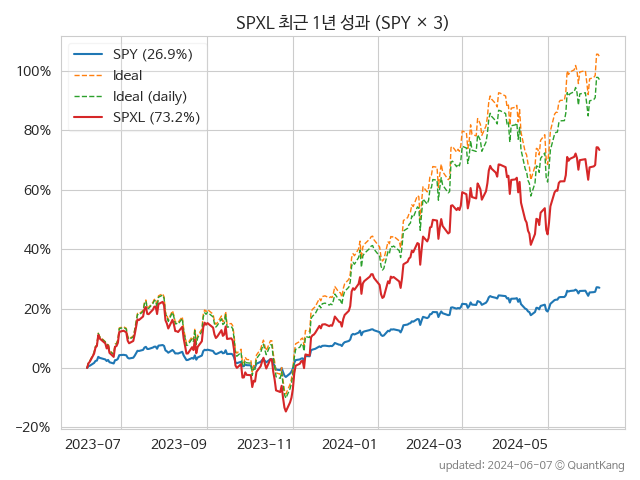 SPXL 최근 1년 성과 (SPY × 3)
SPY (26.9%)
Ideal
Ideal (daily)
SPXL (73.2%)
100%
80%
60%
40%
20%
0%
−20%
2023-07
2023-09
2023-11
2024-01
2024-03
2024-05
updated: 2024-06-07 © QuantKang